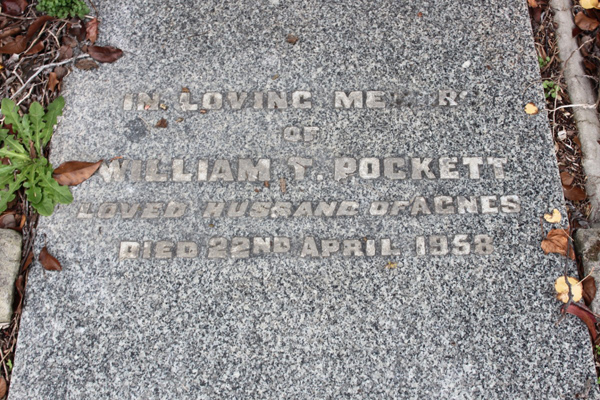 IN LOVING MEMORY
OF
WILLIAM T. POCKETT
LOVED HUSBAND OF AGNES
DIED 22ND APRIL 1958